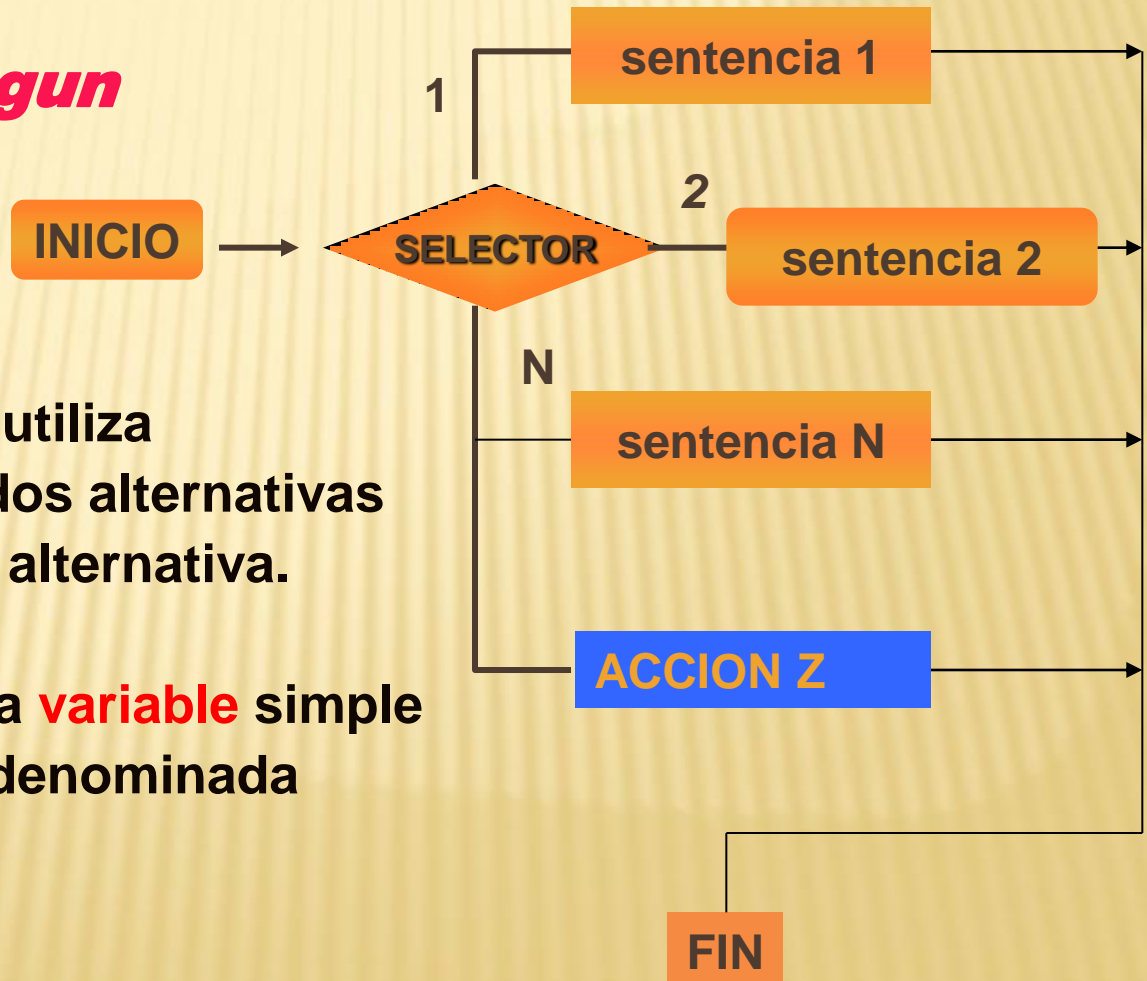 gun
1
sentencia 1
2
INICIO
SELECTOR
sentencia 2
N
utiliza
sentencia N
dos alternativas
alternativa.
ACCION Z
a variable simple
denominada
FIN